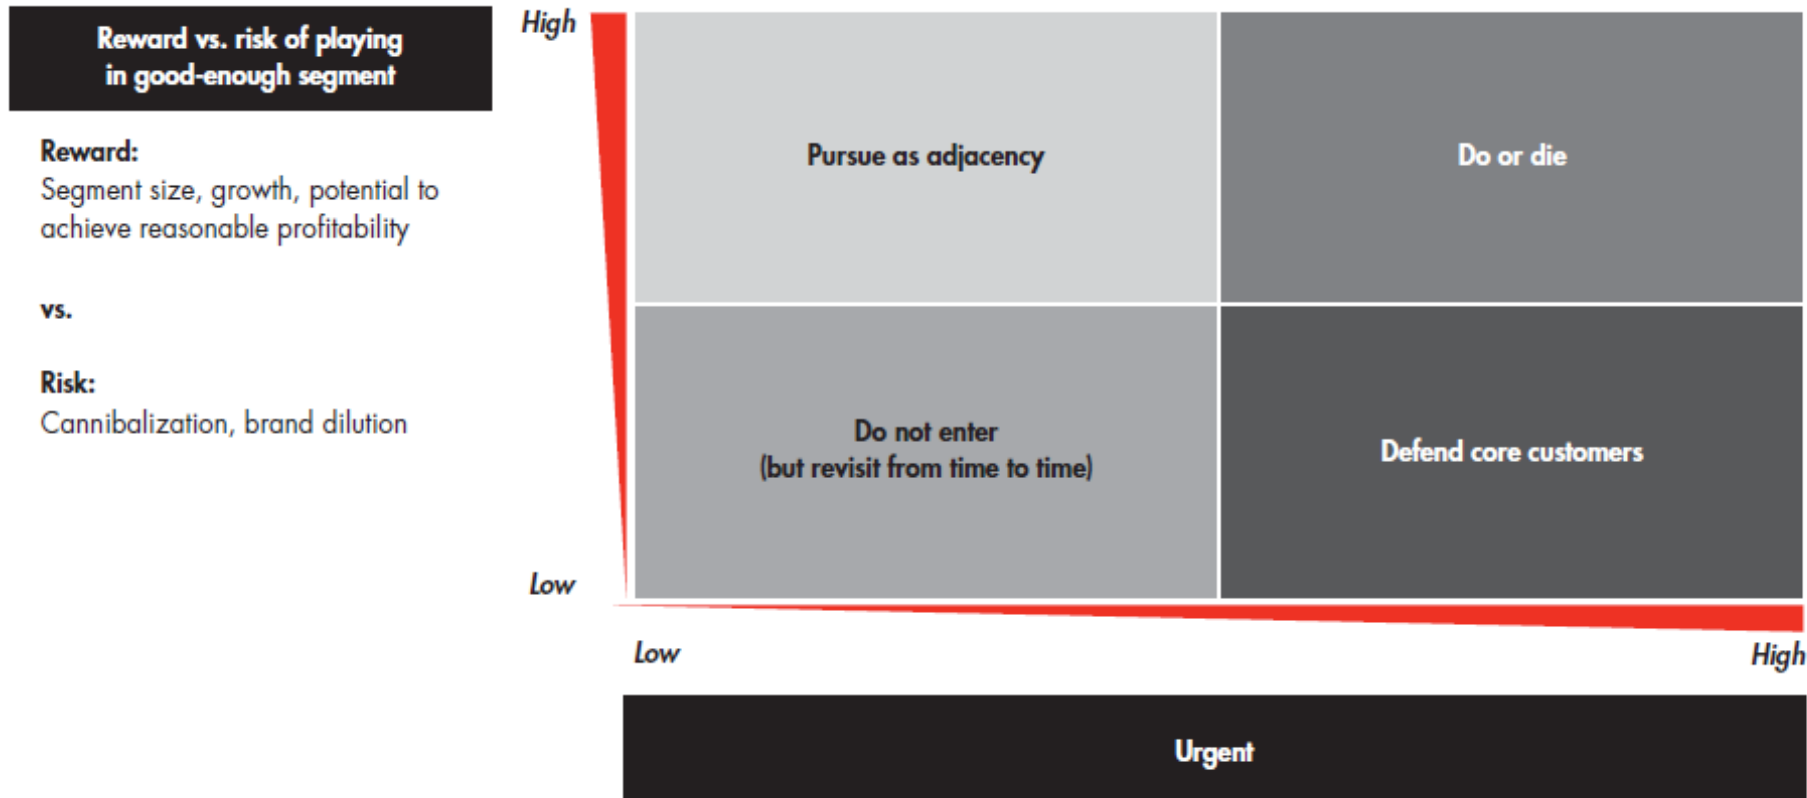 Reward vs. risk of playing
in good-enough segment
Reward:
Segment size, growth, potential to
achieve reasonable profitability
vs.
Risk:
Cannibalization, brand dilution
High
Low
Pursue as adjacency
Do or die
Do not enter
(but revisit from time to time)
Defend core customers
Low
High
Urgent